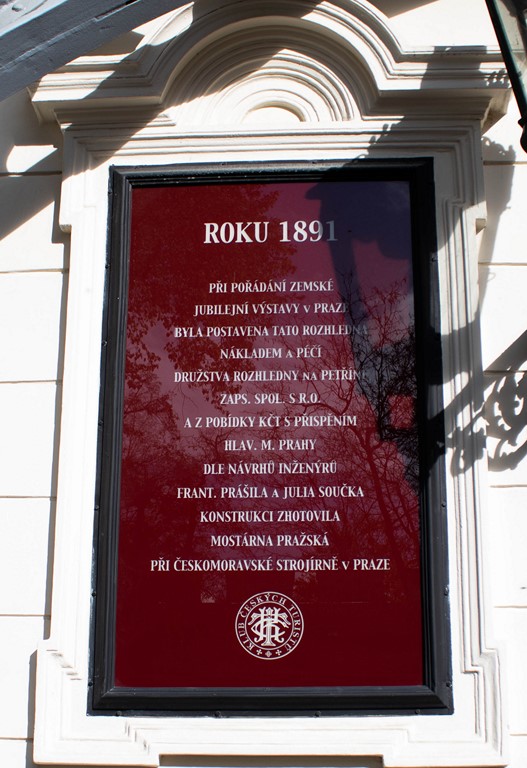 ROKU 1891
PŘI POŘÁDÁNÍ ZEMSKÉ
JUBILEJNÍ VÝSTAVY V PRAZE
BYLA POSTAVENA TATO ROZHLEDNA
NÁKLADEM A PÉČÍ
DRUŽSTVA ROZHLEDNY NA PETŘÍNĚ
ZAPS. SPOL. S R.O.
A Z POBÍDKY KČT S PŘISPĚNÍM
HLAV. M. PRAHY
DLE NÁVRHŮ INŽENÝRŮ
FRANT. PRÁŠILA A JULIA SOUČKA
KONSTRUKCI ZHOTOVILA
MOSTÁRNA PRAŽSKÁ
PŘI ČESKOMORAVSKÉ STROJÍRNĚ V PRAZE
KLUB ČESKÝCH TURISTŮ
KČT